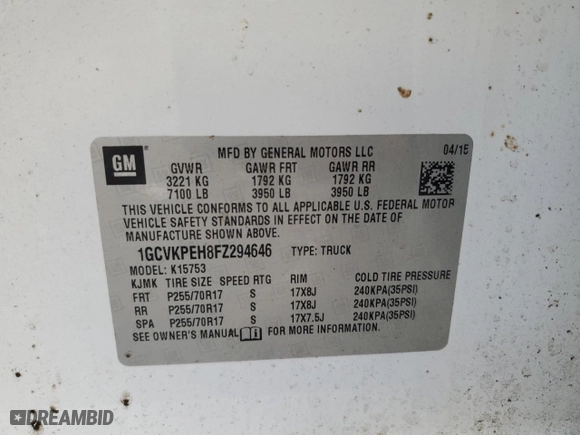 GM
MFD BY GENERAL MOTORS LLC 04/15
GVWR GAWR FRT GAWR RR
3221 KG 1792 KG 1792 KG
7100 LB 3950 LB 3950 LB
THIS VEHICLE CONFORMS TO ALL APPLICABLE U.S. FEDERAL MOTOR
VEHICLE SAFETY STANDARDS IN EFFECT ON THE DATE OF
MANUFACTURE SHOWN ABOVE.
1GCVKPEH8FZ294646 TYPE: TRUCK
MODEL: K15753
KJMK TIRE SIZE SPEED RTG RIM COLD TIRE PRESSURE
FRT P255/70R17 S 17X8J 240KPA(35PSI)
RR P255/70R17 S 17X8J 240KPA(35PSI)
SPA P255/70R17 S 17X7.5J 240KPA(35PSI)
SEE OWNER'S MANUAL FOR MORE INFORMATION.
DREAMBID